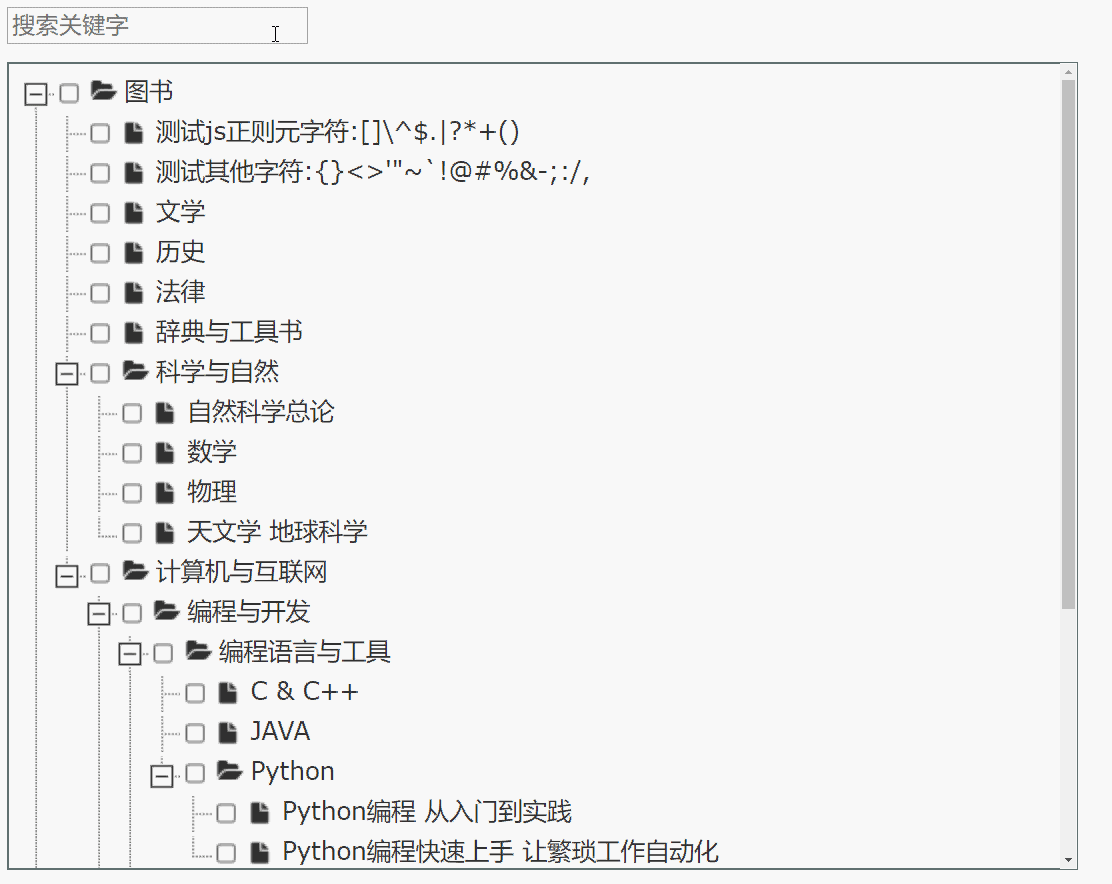 搜索关键字
图书
测试js正则元字符:[]\^$.|?*+()
测试其他字符:{}<>'"~`!@#%&-;:/,
文学
历史
法律
辞典与工具书
科学与自然
自然科学总论
数学
物理
天文学 地球科学
计算机与互联网
编程与开发
编程语言与工具
C & C++
JAVA
Python
Python编程 从入门到实践
Python编程快速上手 让繁琐工作自动化